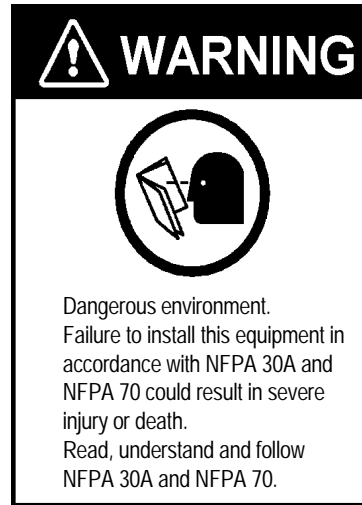 WARNING
Dangerous environment.
Failure to install this equipment in
accordance with NFPA 30A and
NFPA 70 could result in severe
injury or death.
Read, understand and follow
NFPA 30A and NFPA 70.